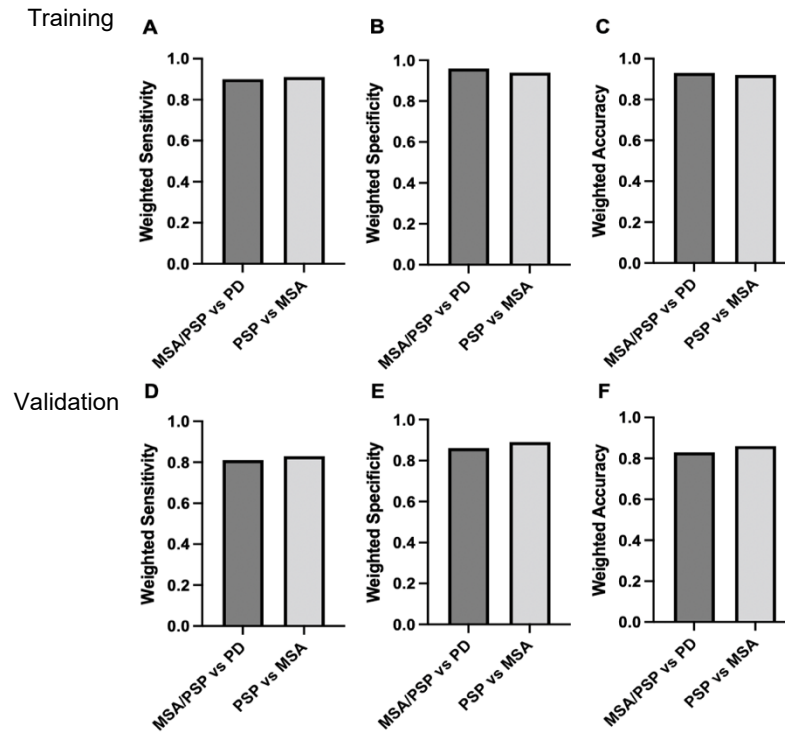 Training
A
B
C
Weighted Sensitivity
1.0
0.8
0.6
0.4
0.2
0.0
MSA/PSP vs PD
PSP vs MSA
Weighted Specificity
1.0
0.8
0.6
0.4
0.2
0.0
MSA/PSP vs PD
PSP vs MSA
Weighted Accuracy
1.0
0.8
0.6
0.4
0.2
0.0
MSA/PSP vs PD
PSP vs MSA
Validation
D
E
F
Weighted Sensitivity
1.0
0.8
0.6
0.4
0.2
0.0
MSA/PSP vs PD
PSP vs MSA
Weighted Specificity
1.0
0.8
0.6
0.4
0.2
0.0
MSA/PSP vs PD
PSP vs MSA
Weighted Accuracy
1.0
0.8
0.6
0.4
0.2
0.0
MSA/PSP vs PD
PSP vs MSA